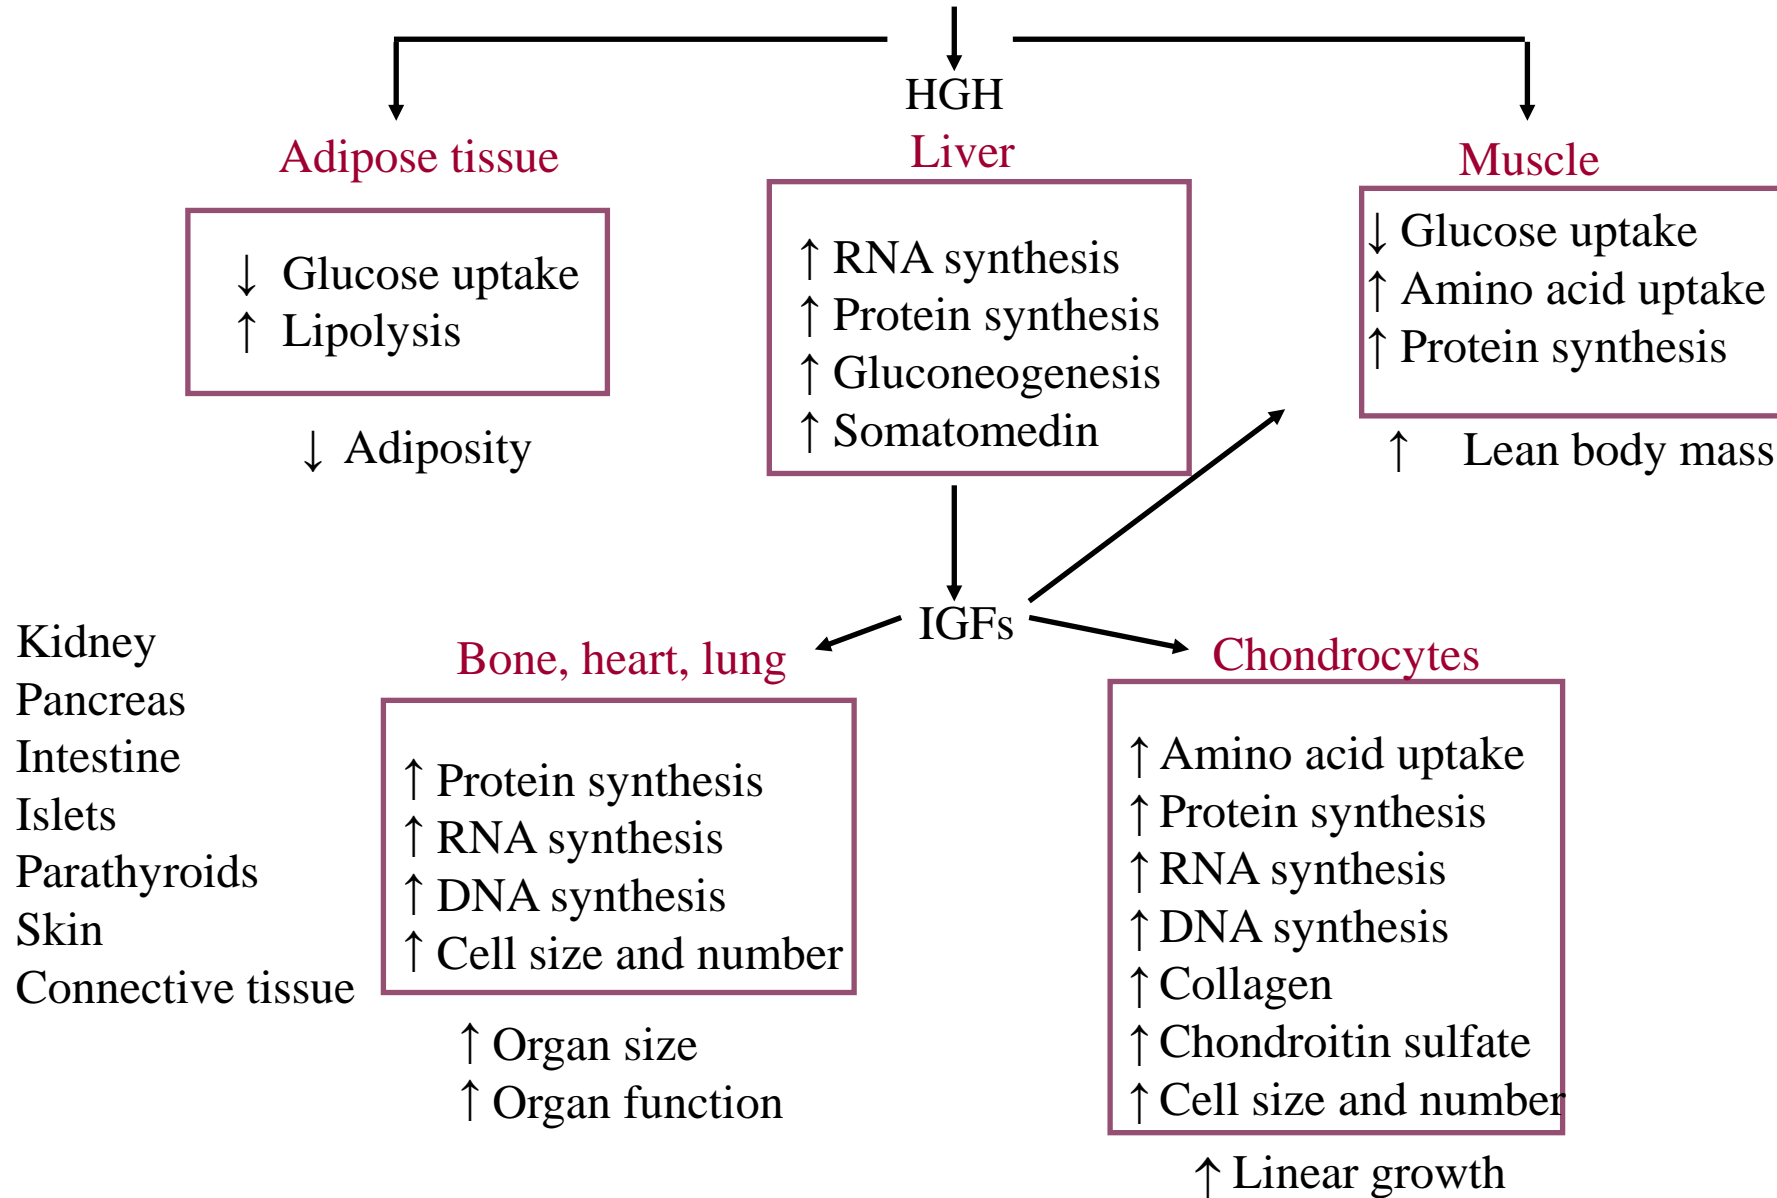 HGH
Adipose tissue
↓ Glucose uptake
↑ Lipolysis
↓ Adiposity
Liver
↑ RNA synthesis
↑ Protein synthesis
↑ Gluconeogenesis
↑ Somatomedin
Muscle
↓ Glucose uptake
↑ Amino acid uptake
↑ Protein synthesis
↑ Lean body mass
IGFs
Kidney
Pancreas
Intestine
Islets
Parathyroids
Skin
Connective tissue
Bone, heart, lung
↑ Protein synthesis
↑ RNA synthesis
↑ DNA synthesis
↑ Cell size and number
↑ Organ size
↑ Organ function
Chondrocytes
↑ Amino acid uptake
↑ Protein synthesis
↑ RNA synthesis
↑ DNA synthesis
↑ Collagen
↑ Chondroitin sulfate
↑ Cell size and number
↑ Linear growth